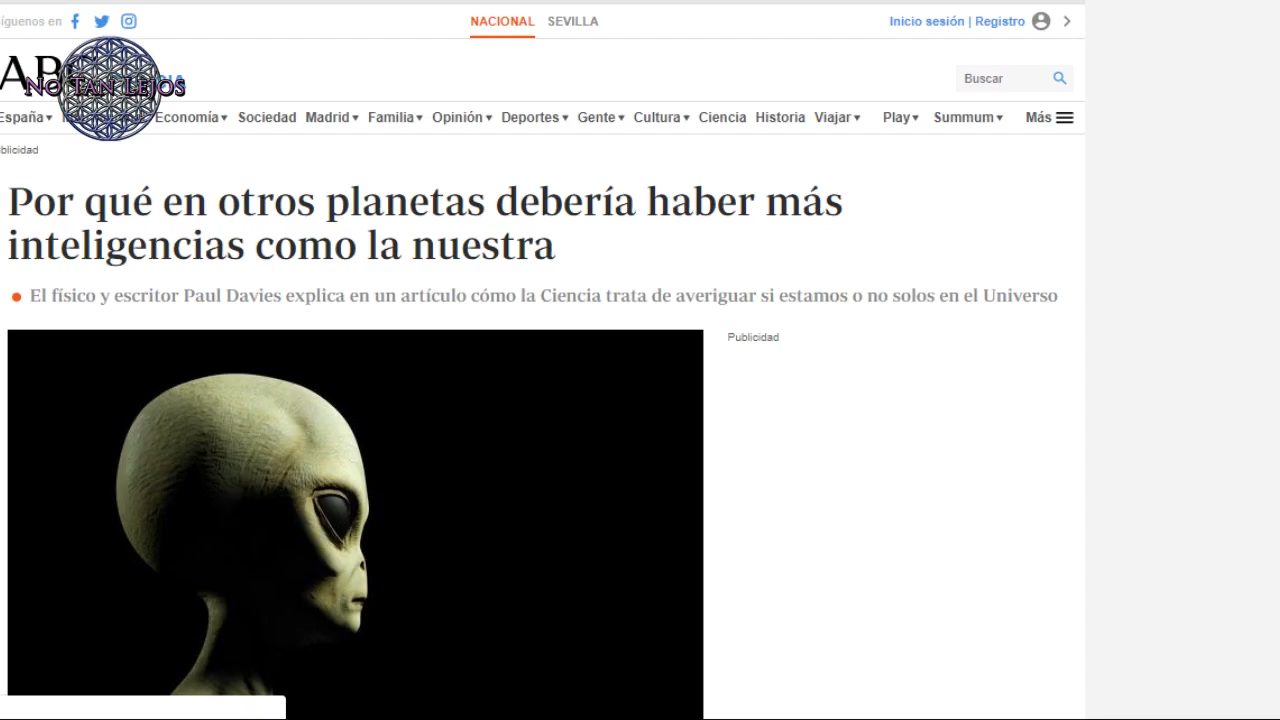 íguenos en
NACIONAL SEVILLA
Inicio sesión | Registro
AB
NO TAN LEJOS
Buscar
España Economía Sociedad Madrid Familia Opinión Deportes Gente Cultura Ciencia Historia Viajar Play Summum Más
blicidad
Por qué en otros planetas debería haber más
inteligencias como la nuestra
El físico y escritor Paul Davies explica en un artículo cómo la Ciencia trata de averiguar si estamos o no solos en el Universo
Publicidad